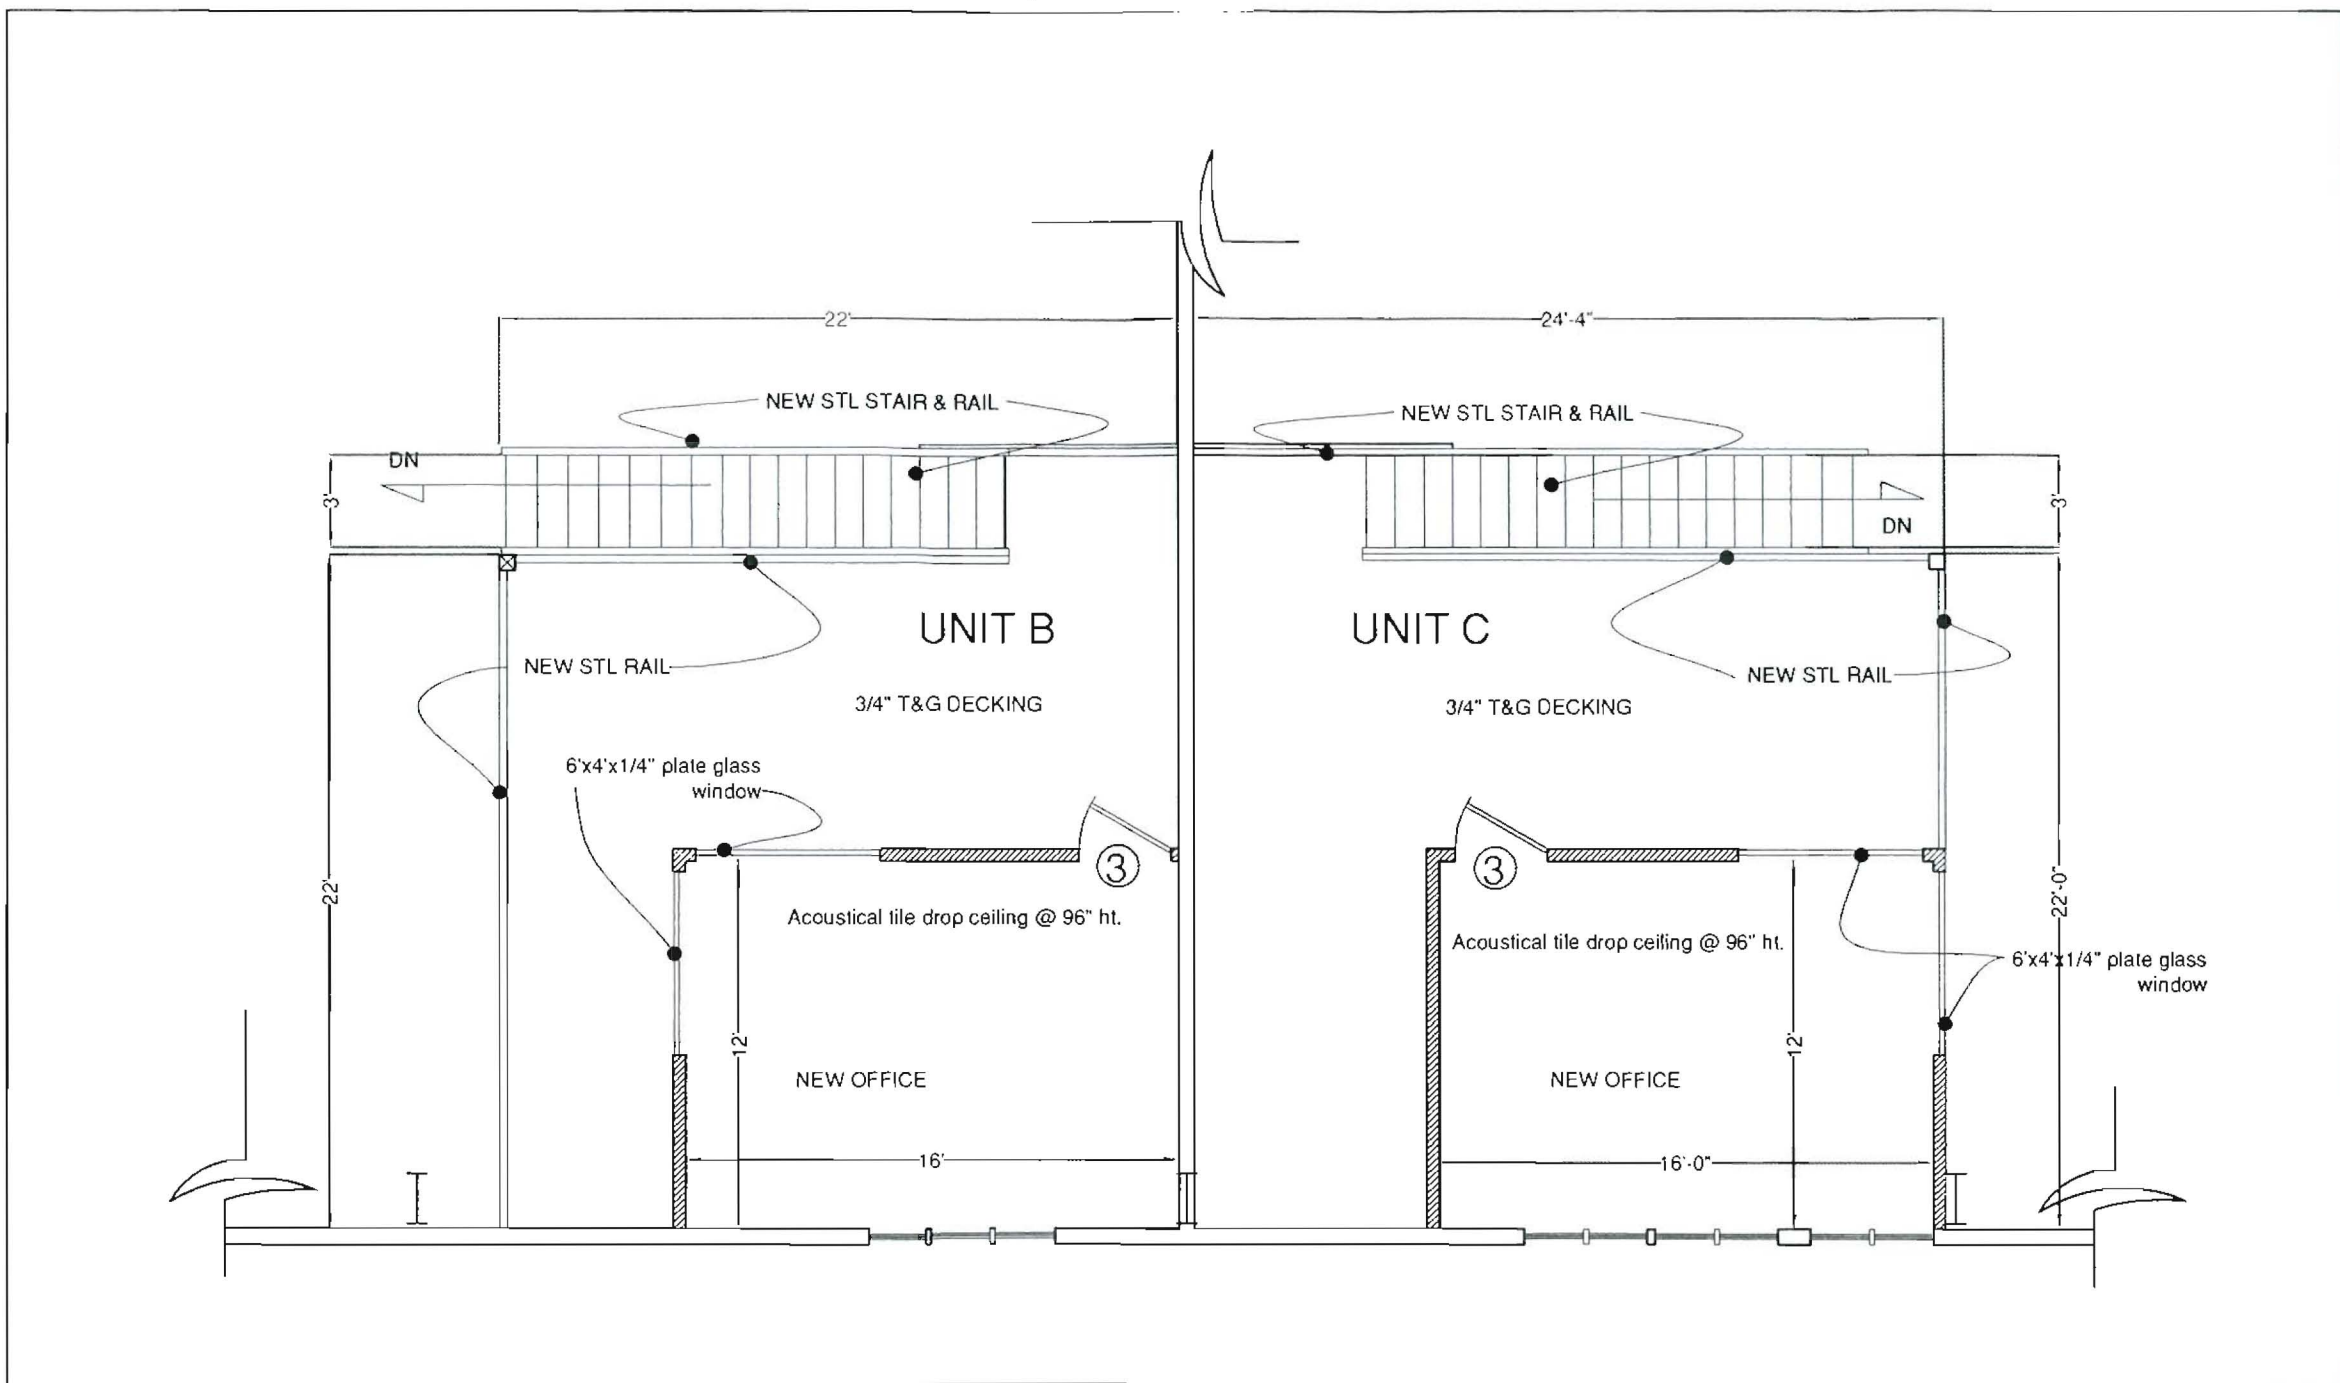 22'
24'-4"
NEW STL STAIR & RAIL
NEW STL STAIR & RAIL
DN
3'
3'
DN
UNIT B
UNIT C
NEW STL RAIL
NEW STL RAIL
3/4" T&G DECKING
3/4" T&G DECKING
6'x4'x1/4" plate glass
window
3
3
22'
22'-0"
Acoustical tile drop ceiling @ 96" ht.
Acoustical tile drop ceiling @ 96" ht.
6'x4'x1/4" plate glass
window
12'
12'
NEW OFFICE
NEW OFFICE
16'
16'-0"